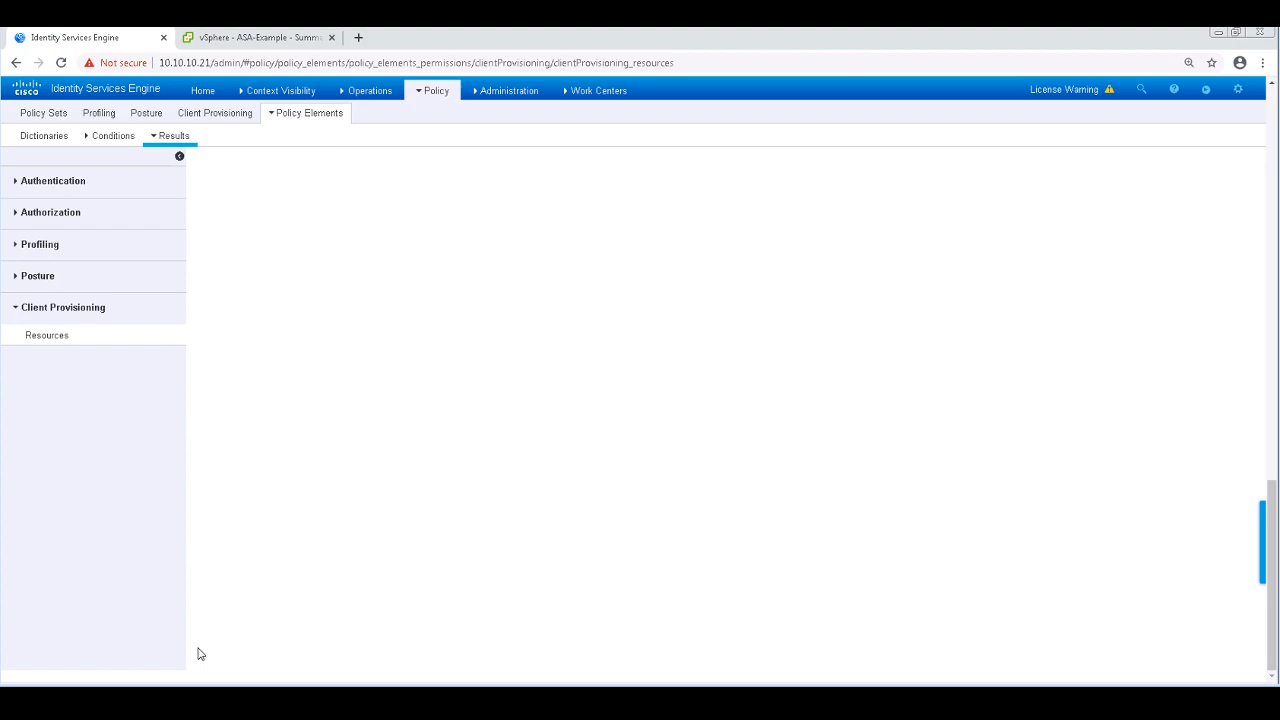 Identity Services Engine
vSphere - ASA-Example - Summ
Not secure
10.10.10.21/admin/#policy/policy_elements/policy_elements_permissions/clientProvisioning/clientProvisioning_resources
CISCO Identity Services Engine
Home
Context Visibility
Operations
Policy
Administration
Work Centers
License Warning
Policy Sets
Profiling
Posture
Client Provisioning
Policy Elements
Dictionaries
Conditions
Results
Authentication
Authorization
Profiling
Posture
Client Provisioning
Resources